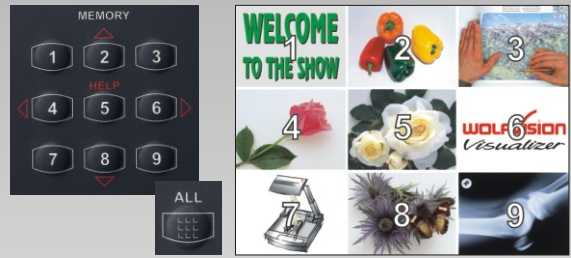 MEMORY
1 2 3
HELP
4 5 6
7 8 9
ALL
WELCOME
TO THE SHOW
1 2 3
4 5 6
WOLFVISION
Visualizer
7 8 9